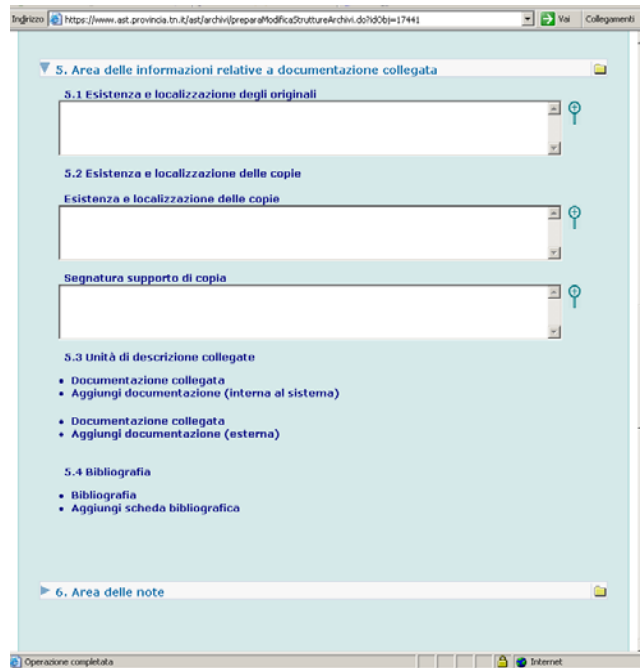 Indirizzo https://www.ast.provincia.tn.it/ast/archivi/preparaModificaStruttureArchivi.do?idObj=17441 Vai Collegamenti
5. Area delle informazioni relative a documentazione collegata
5.1 Esistenza e localizzazione degli originali
5.2 Esistenza e localizzazione delle copie
Esistenza e localizzazione delle copie
Segnatura supporto di copia
5.3 Unità di descrizione collegate
• Documentazione collegata
• Aggiungi documentazione (interna al sistema)
• Documentazione collegata
• Aggiungi documentazione (esterna)
5.4 Bibliografia
• Bibliografia
• Aggiungi scheda bibliografica
6. Area delle note
Operazione completata Internet